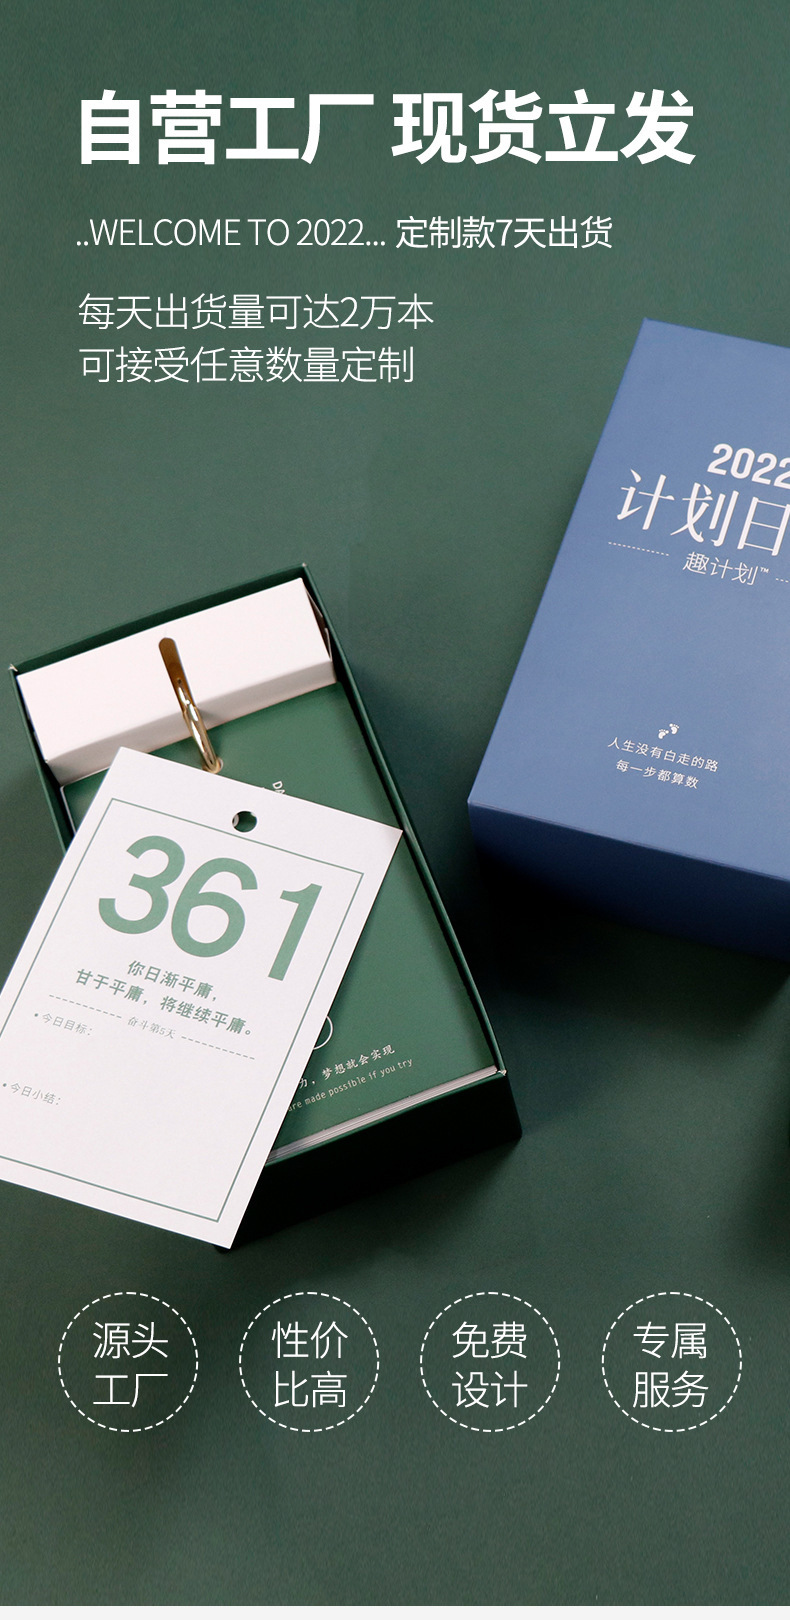 自营工厂 现货立发
..WELCOME TO 2022... 定制款7天出货
每天出货量可达2万本
可接受任意数量定制
2022
计划日
趣计划™
人生没有白走的路
每一步都算数
361
你日渐平庸，
甘于平庸，将继续平庸。
奋斗第5天
•今日目标：
•今日小结：
，梦想就会实现
are made possible if you try
源头
工厂
性价
比高
免费
设计
专属
服务